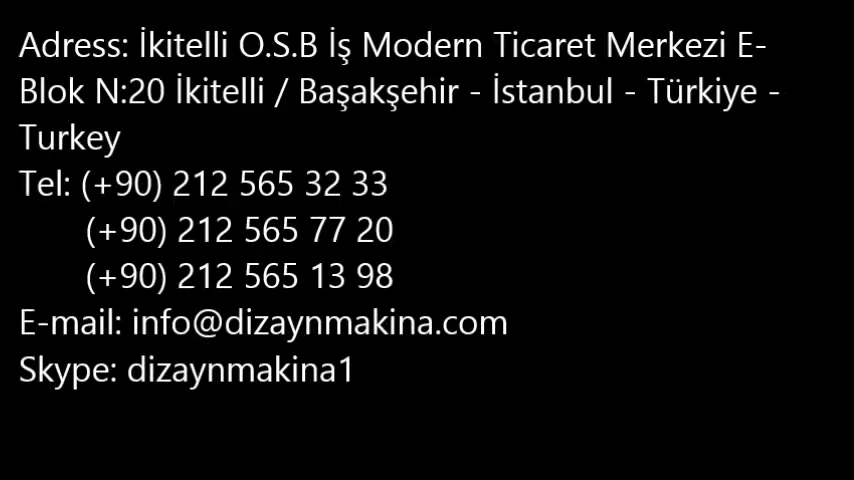 Adress: İkitelli O.S.B İş Modern Ticaret Merkezi E-
Blok N:20 İkitelli / Başakşehir - İstanbul - Türkiye -
Turkey
Tel: (+90) 212 565 32 33
(+90) 212 565 77 20
(+90) 212 565 13 98
E-mail: info@dizaynmakina.com
Skype: dizaynmakina1